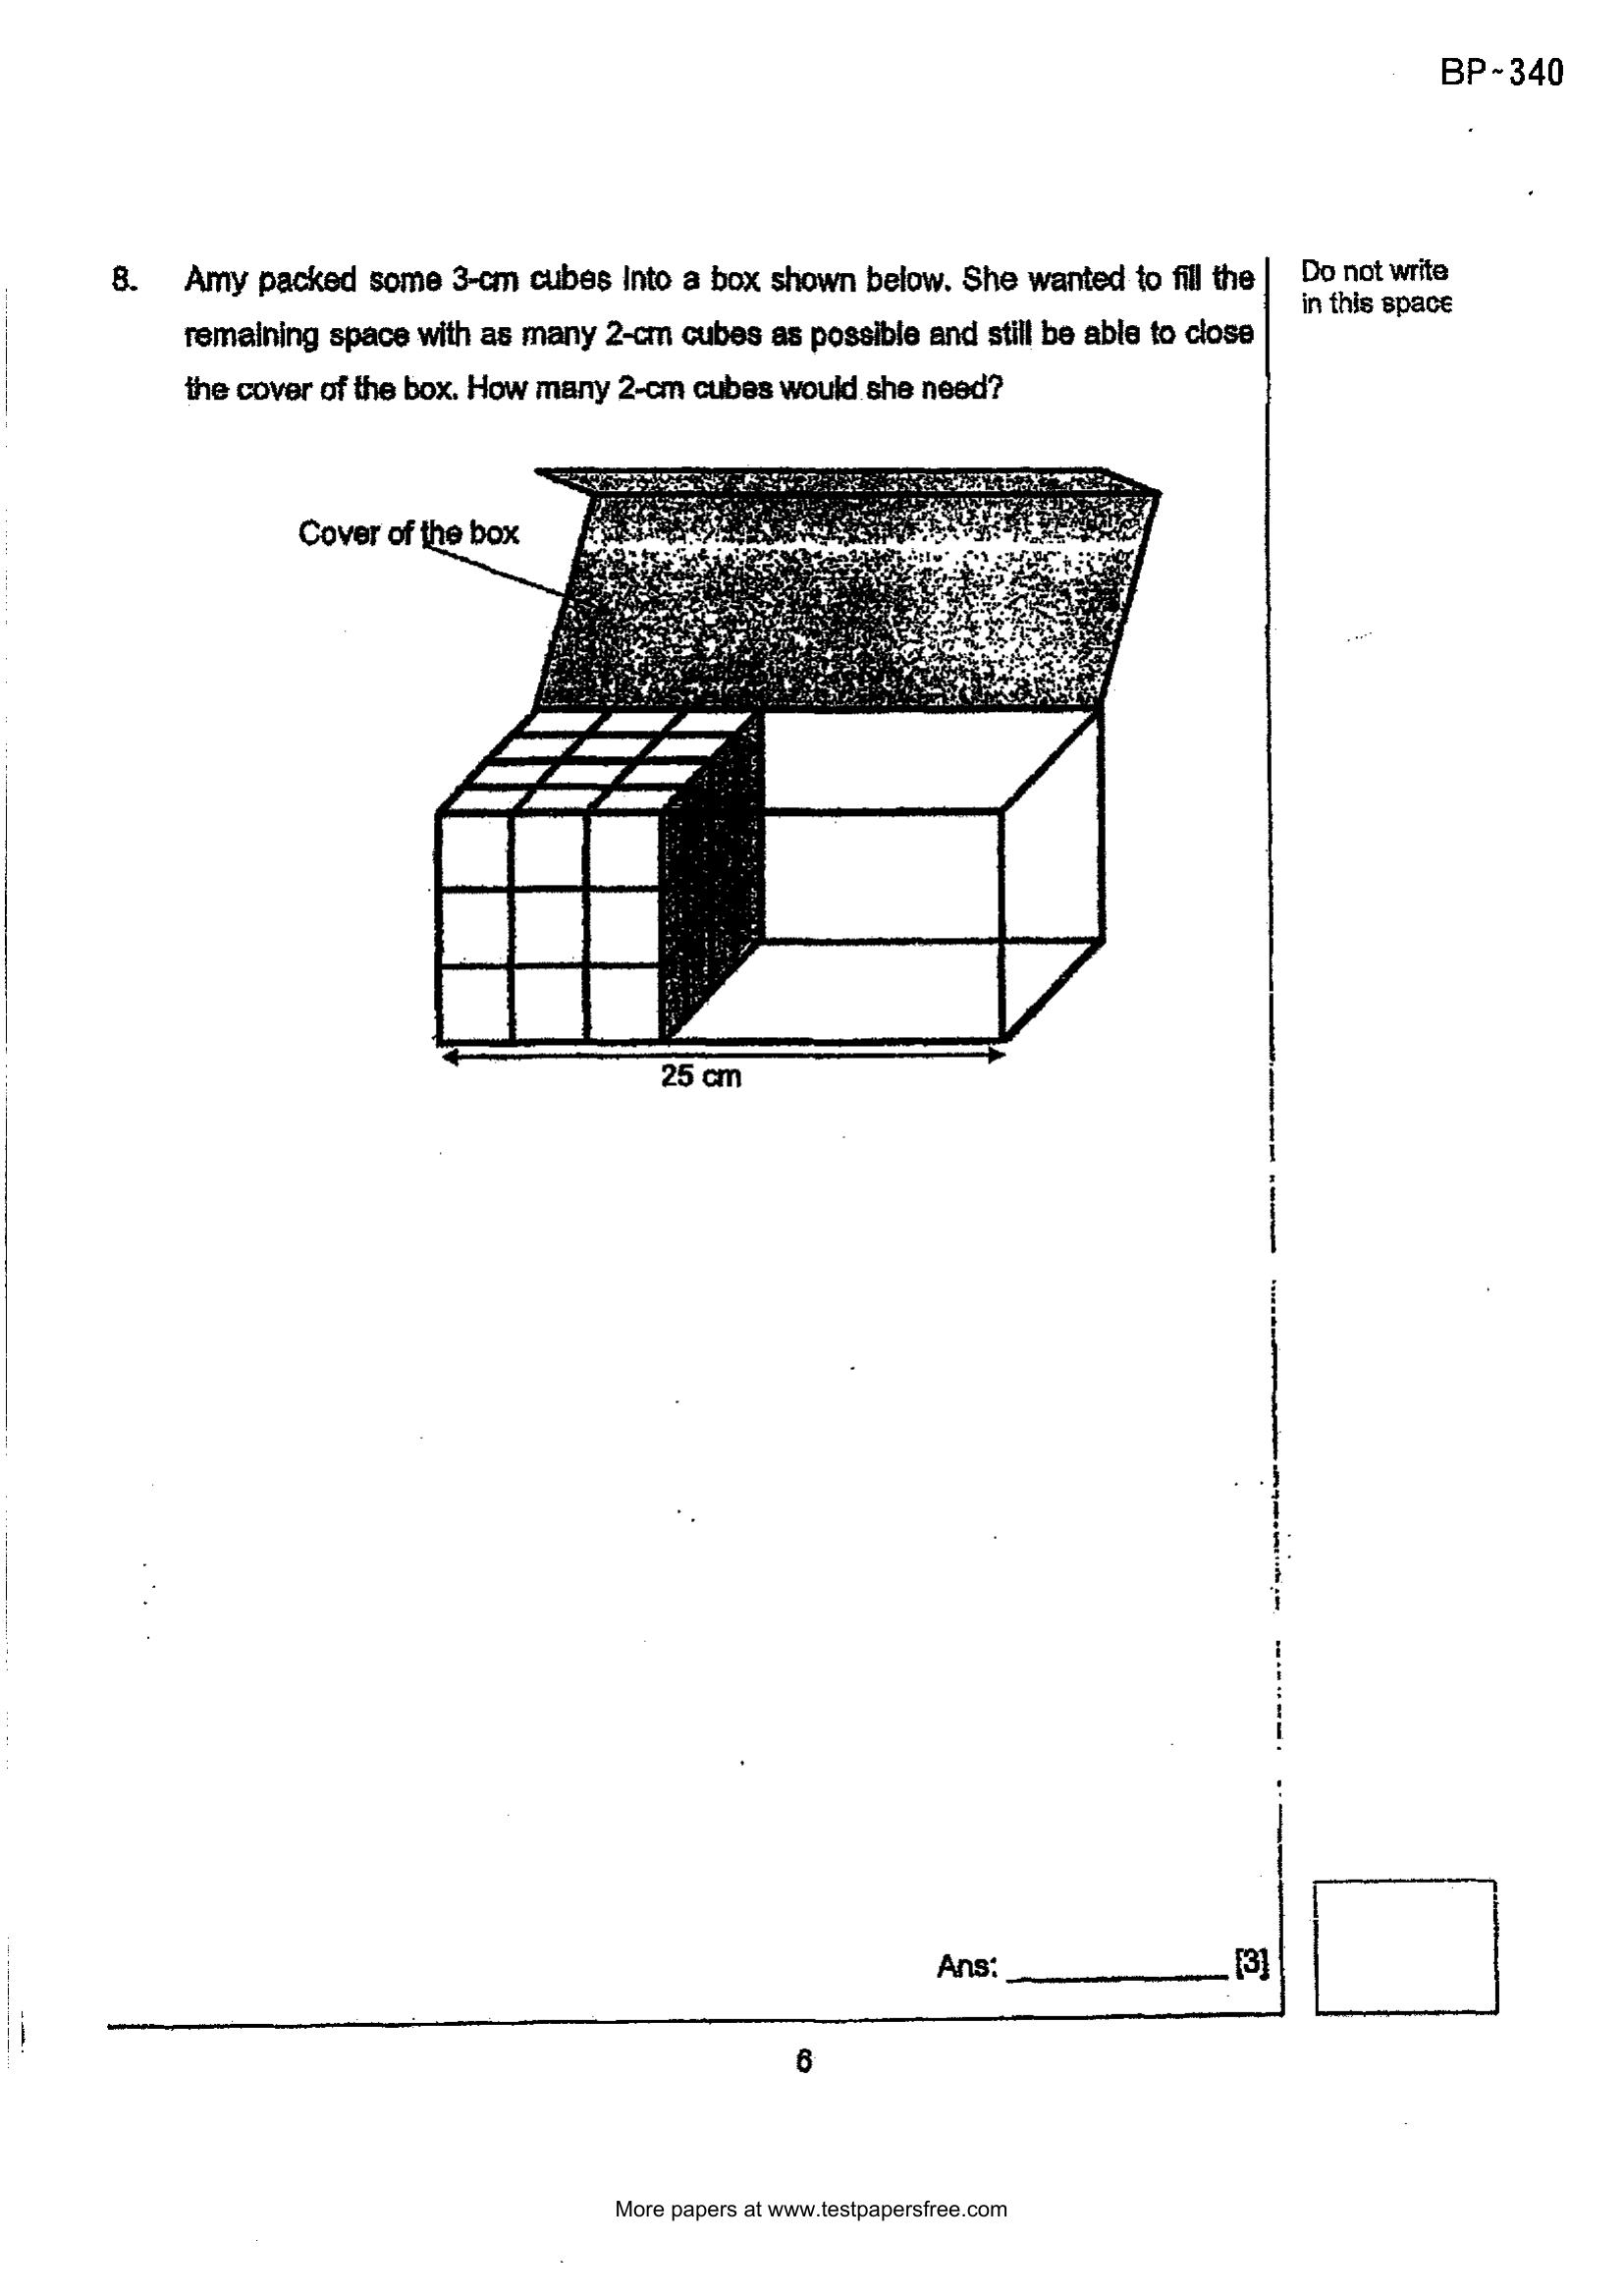 BP~340
8. Amy packed some 3-cm cubes into a box shown below. She wanted to fill the
remaining space with as many 2-cm cubes as possible and still be able to close
the cover of the box. How many 2-cm cubes would she need?
Do not write
in this space
Cover of the box
25 cm
Ans: ____________ [3]
6
More papers at www.testpapersfree.com